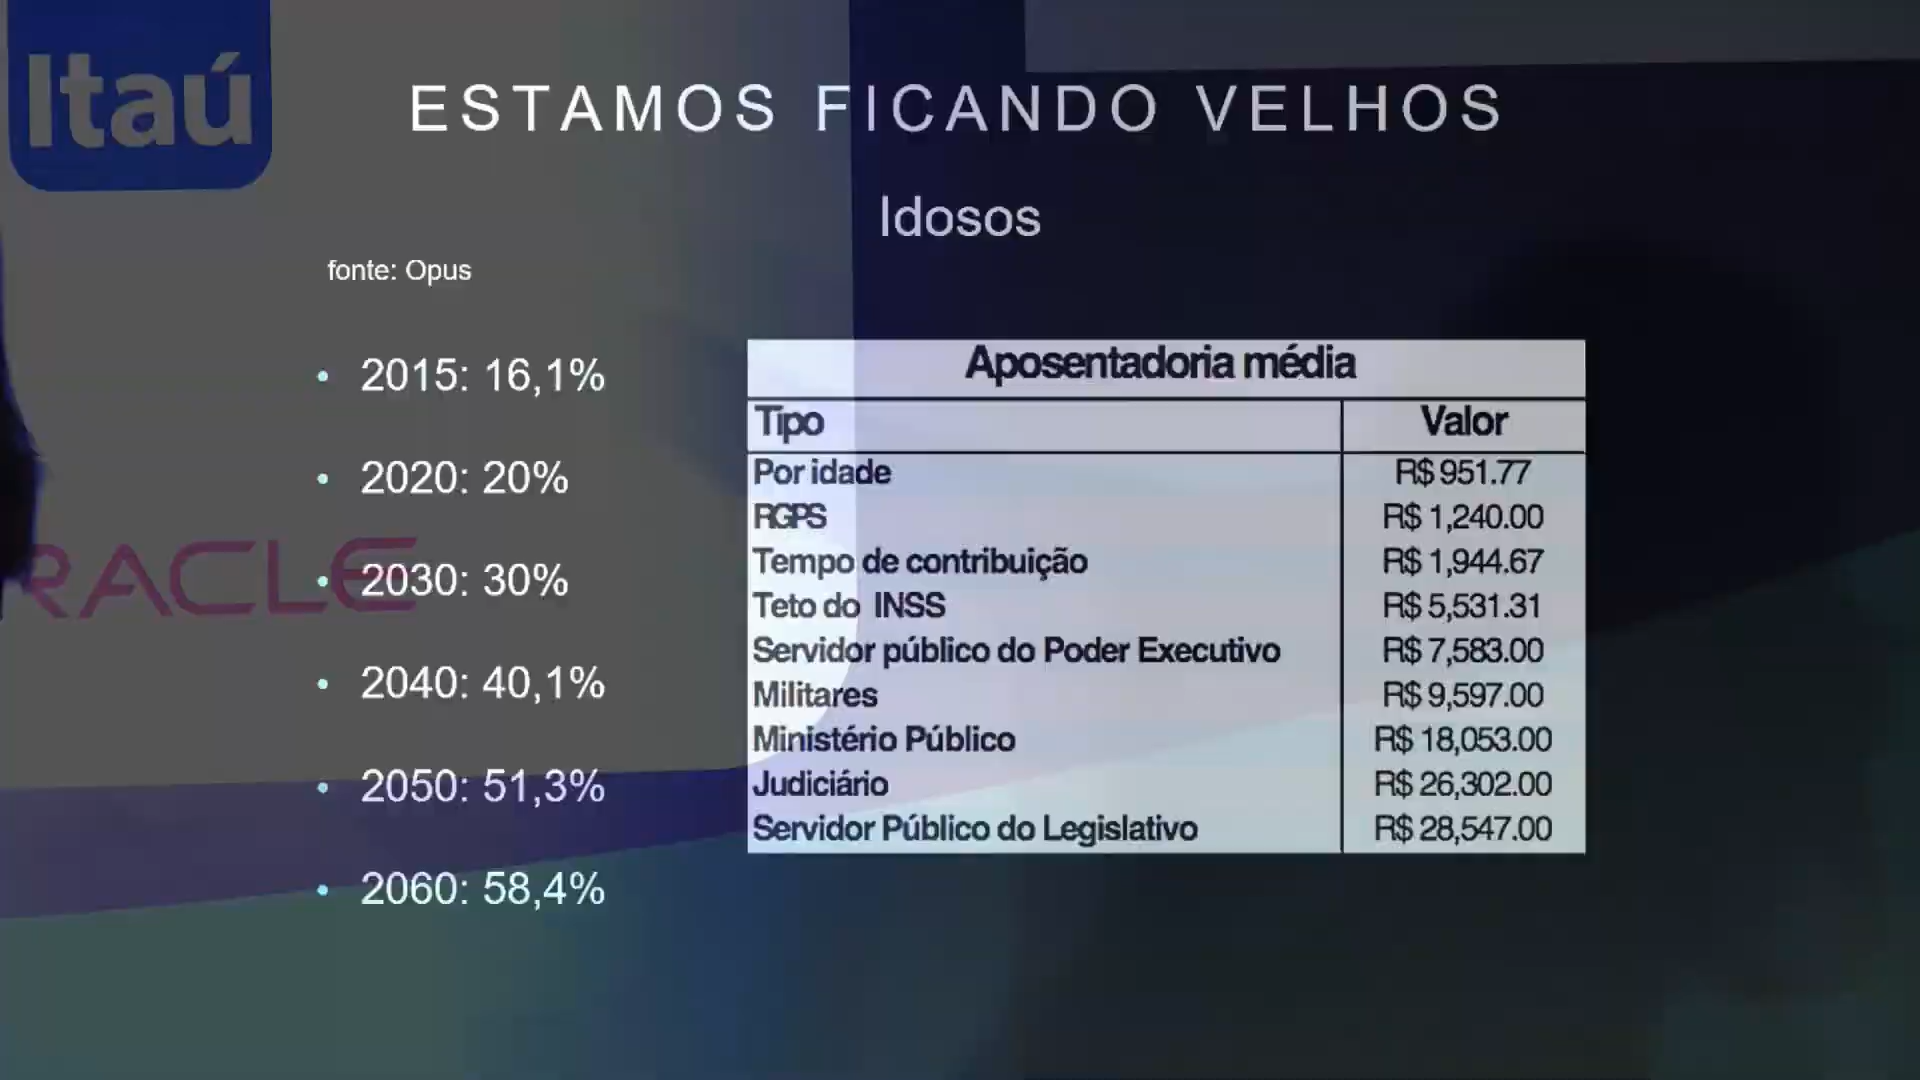 Itaú
ESTAMOS FICANDO VELHOS
Idosos
fonte: Opus
• 2015: 16,1%
• 2020: 20%
• 2030: 30%
• 2040: 40,1%
• 2050: 51,3%
• 2060: 58,4%
RACLE
Aposentadoria média
Tipo Valor
Por idade R$ 951.77
RGPS R$ 1,240.00
Tempo de contribuição R$ 1,944.67
Teto do INSS R$ 5,531.31
Servidor público do Poder Executivo R$ 7,583.00
Militares R$ 9,597.00
Ministério Público R$ 18,053.00
Judiciário R$ 26,302.00
Servidor Público do Legislativo R$ 28,547.00